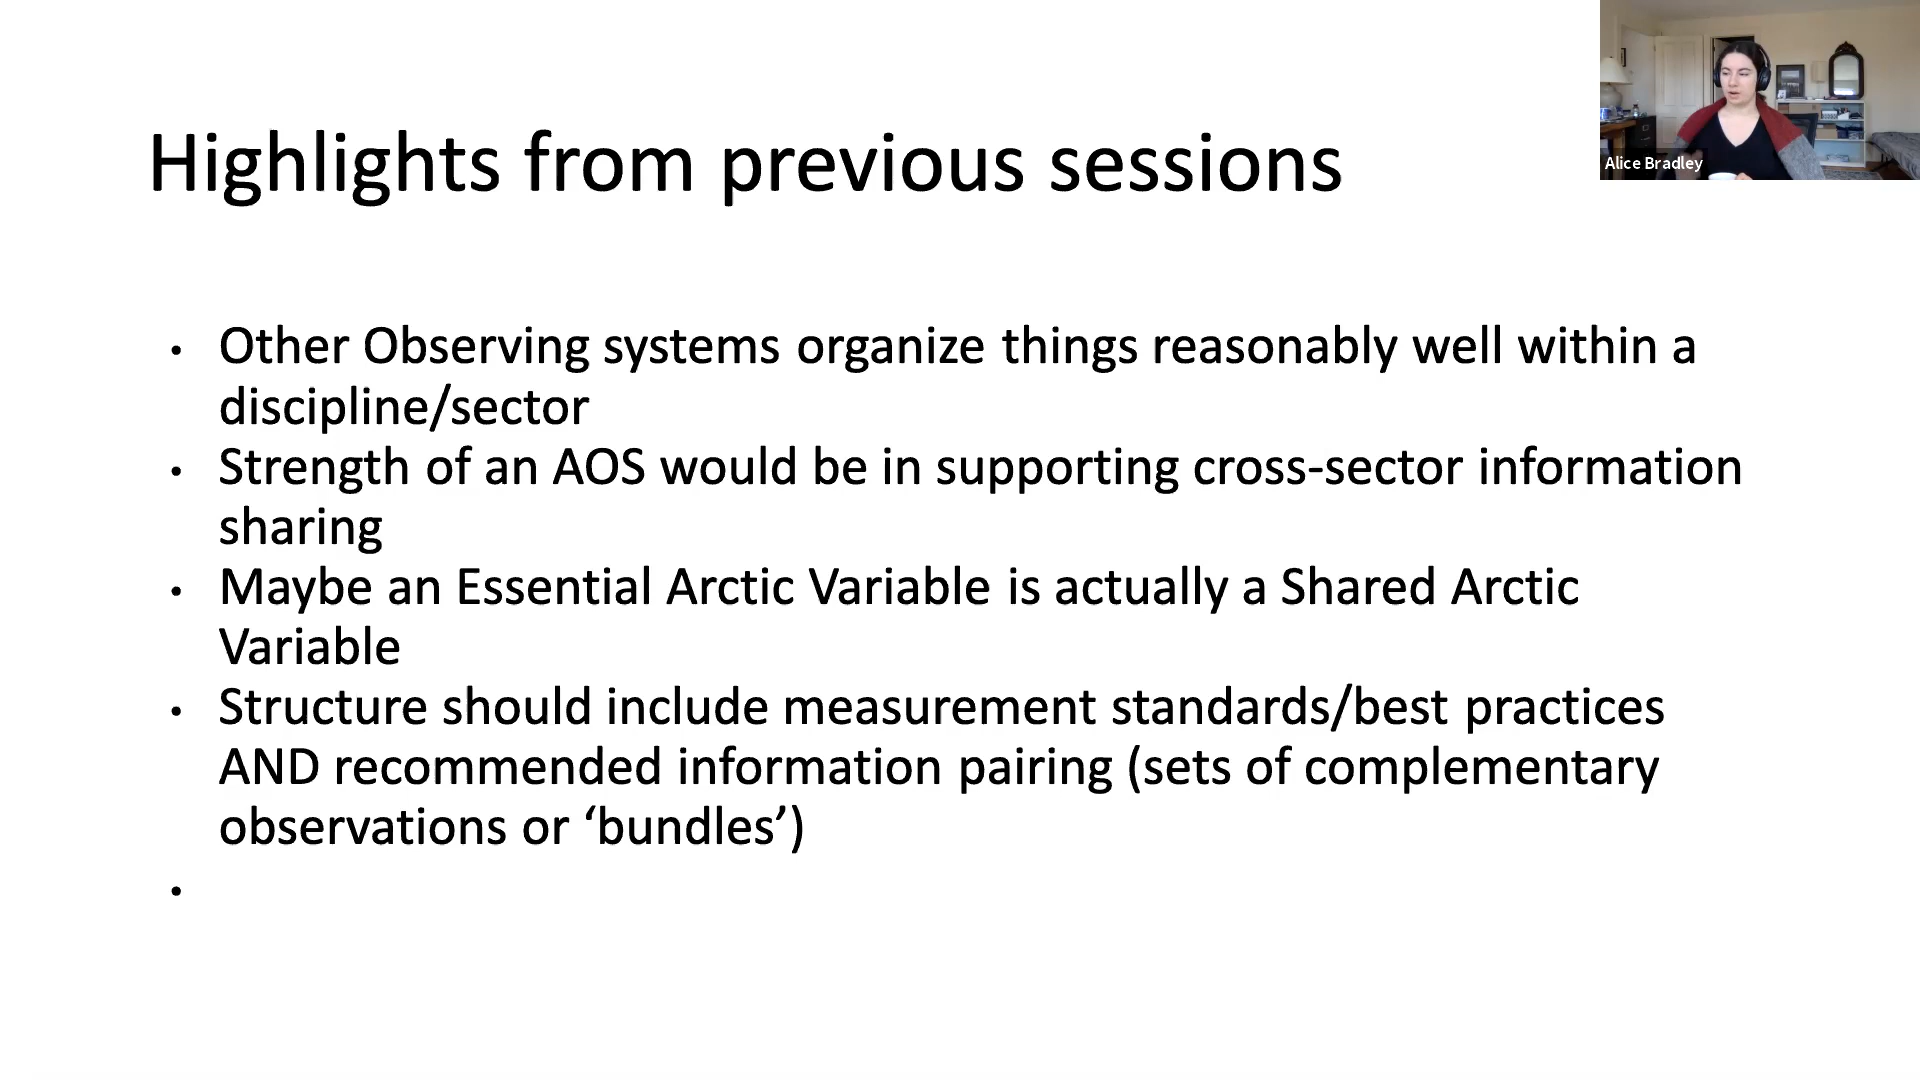 Highlights from previous sessions
Alice Bradley
• Other Observing systems organize things reasonably well within a
discipline/sector
• Strength of an AOS would be in supporting cross-sector information
sharing
• Maybe an Essential Arctic Variable is actually a Shared Arctic
Variable
• Structure should include measurement standards/best practices
AND recommended information pairing (sets of complementary
observations or ‘bundles’)
•